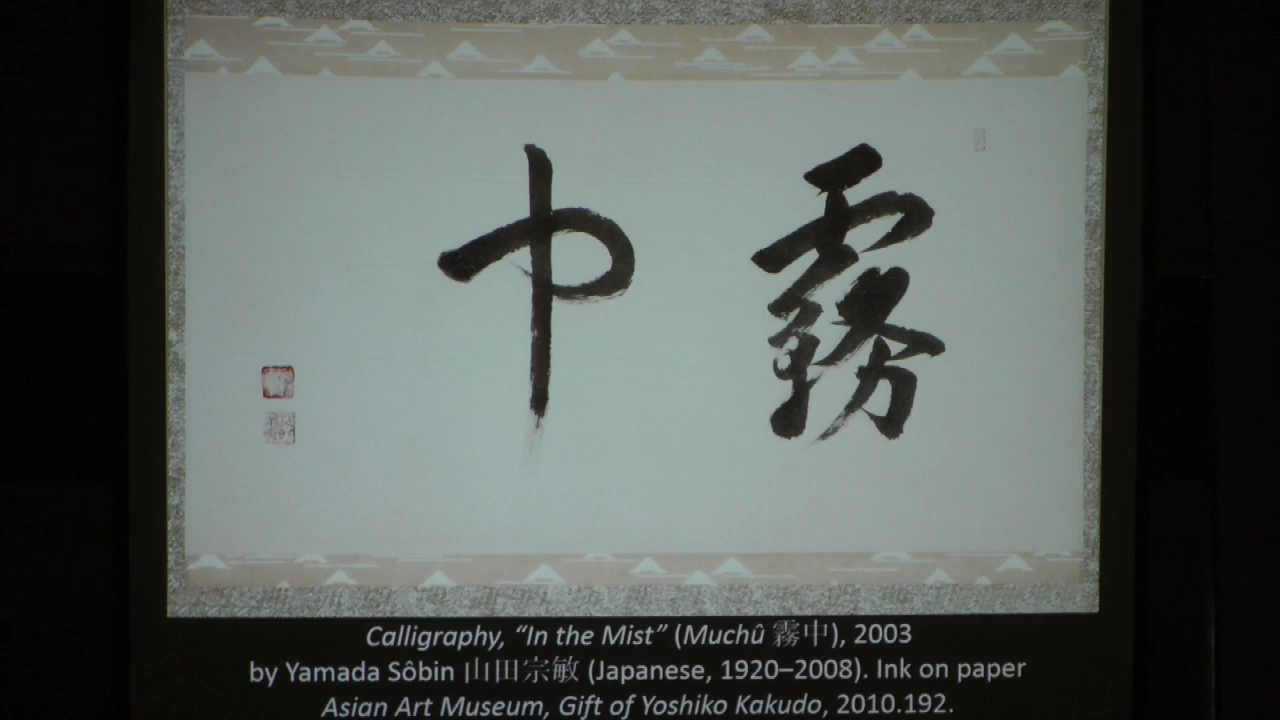 霧中
Calligraphy, “In the Mist” (Muchû 霧中), 2003
by Yamada Sôbin 山田宗敏 (Japanese, 1920–2008). Ink on paper
Asian Art Museum, Gift of Yoshiko Kakudo, 2010.192.